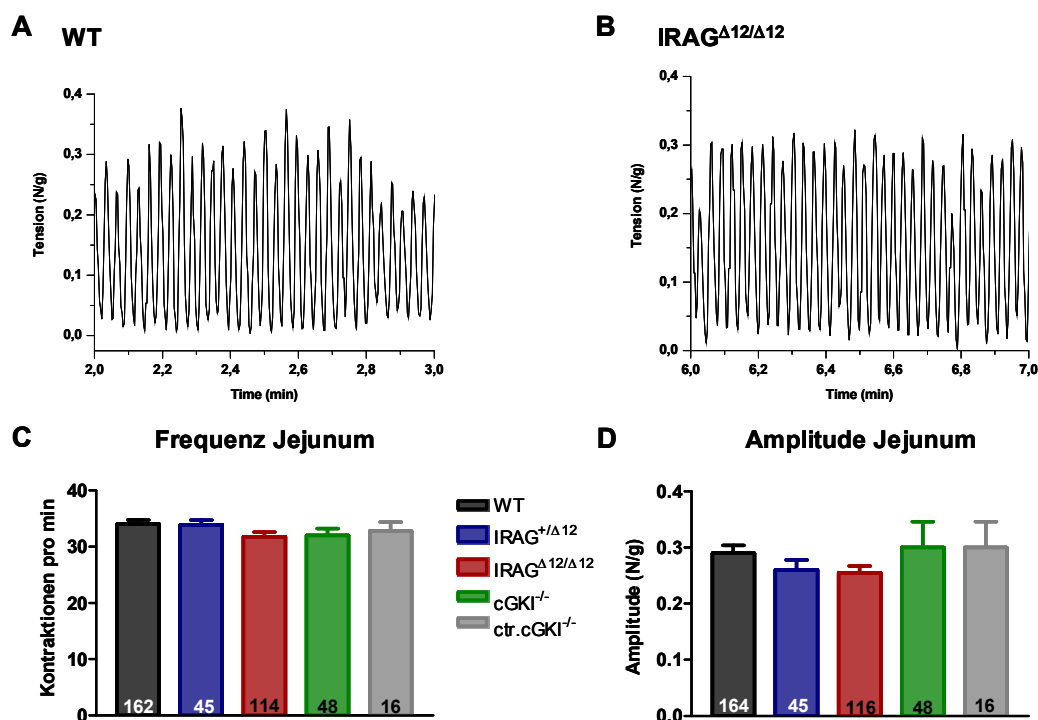 A WT
B IRAGΔ12/Δ12
0,4
0,3
0,2
0,1
0,0
Tension (N/g)
2,0 2,2 2,4 2,6 2,8 3,0
Time (min)
0,4
0,3
0,2
0,1
0,0
Tension (N/g)
6,0 6,2 6,4 6,6 6,8 7,0
Time (min)
C Frequenz Jejunum
40
30
20
10
0
Kontraktionen pro min
162 45 114 48 16
WT
IRAG+/Δ12
IRAGΔ12/Δ12
cGKI-/-
ctr.cGKI-/-
D Amplitude Jejunum
0.4
0.3
0.2
0.1
0.0
Amplitude (N/g)
164 45 116 48 16